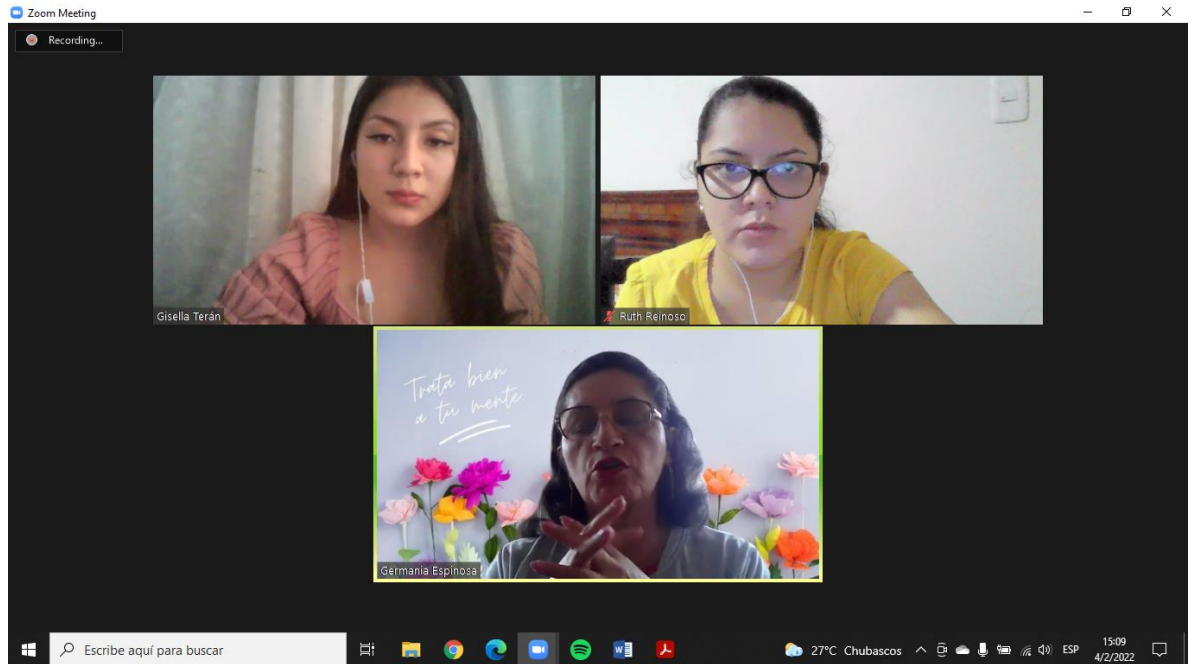 Zoom Meeting
Recording...
Gisella Terán
Ruth Reinoso
Trata bien
a tu mente
Germania Espinosa
Escribe aquí para buscar
27°C Chubascos
ESP
15:09
4/2/2022